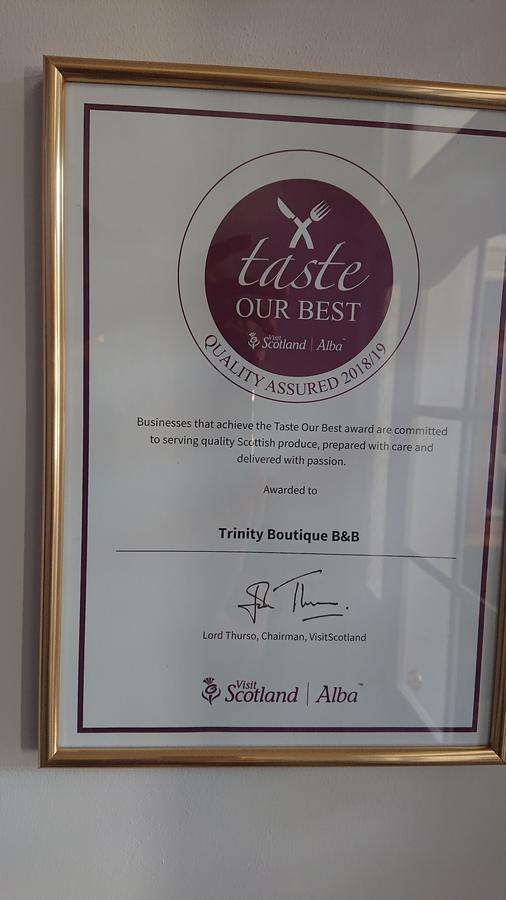 taste
OUR BEST
Visit
Scotland | Alba™
QUALITY ASSURED 2018/19
Businesses that achieve the Taste Our Best award are committed
to serving quality Scottish produce, prepared with care and
delivered with passion.
Awarded to
Trinity Boutique B&B
Lord Thurso, Chairman, VisitScotland
Visit
Scotland | Alba™